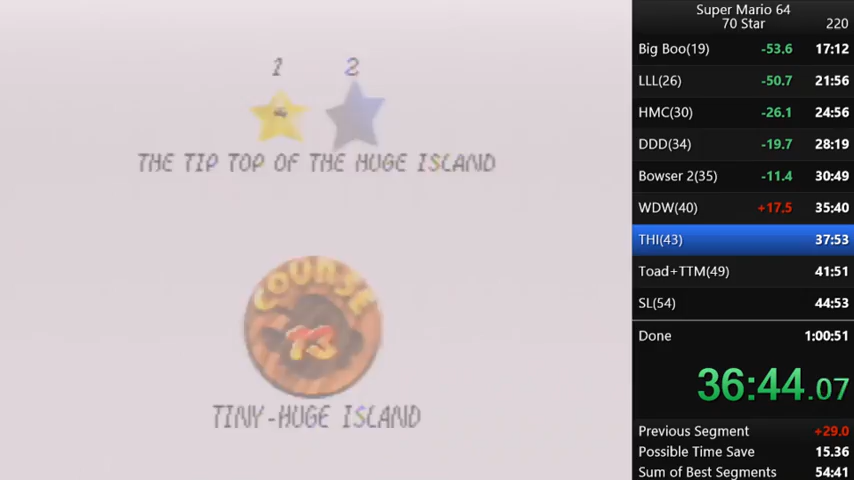 1 2
THE TIP TOP OF THE HUGE ISLAND
COURSE
13
TINY-HUGE ISLAND
Super Mario 64
70 Star 220
Big Boo(19) -53.6 17:12
LLL(26) -50.7 21:56
HMC(30) -26.1 24:56
DDD(34) -19.7 28:19
Bowser 2(35) -11.4 30:49
WDW(40) +17.5 35:40
THI(43) 37:53
Toad+TTM(49) 41:51
SL(54) 44:53
Done 1:00:51
36:44.07
Previous Segment +29.0
Possible Time Save 15.36
Sum of Best Segments 54:41